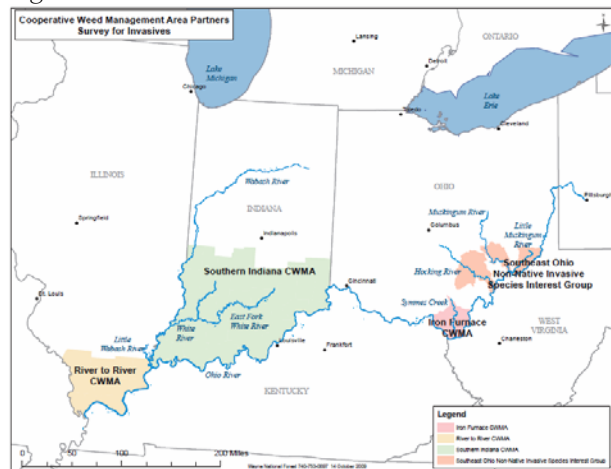 Cooperative Weed Management Area Partners
Survey for Invasives
Lansing
ONTARIO
Lake
Michigan
MICHIGAN
Detroit
Chicago
Lake
Erie
Toledo
Cleveland
Wabash River
ILLINOIS
INDIANA
OHIO
Pittsburgh
Muskingum
River
Little
Muskingum
River
Springfield
Indianapolis
Columbus
Southern Indiana CWMA
Southeast Ohio
Non-Native Invasive
Species Interest Group
Hocking River
Cincinnati
St. Louis
East Fork
White River
White
River
Symmes Creek
Iron Furnace
CWMA
WEST
VIRGINIA
Little
Wabash River
Louisville
Frankfort
Charleston
River to River
CWMA
Ohio River
KENTUCKY
Legend
Iron Furnace CWMA
River to River CWMA
Southern Indiana CWMA
Southeast Ohio Non-Native Invasive Species Interest Group
0 50 100 200 Miles